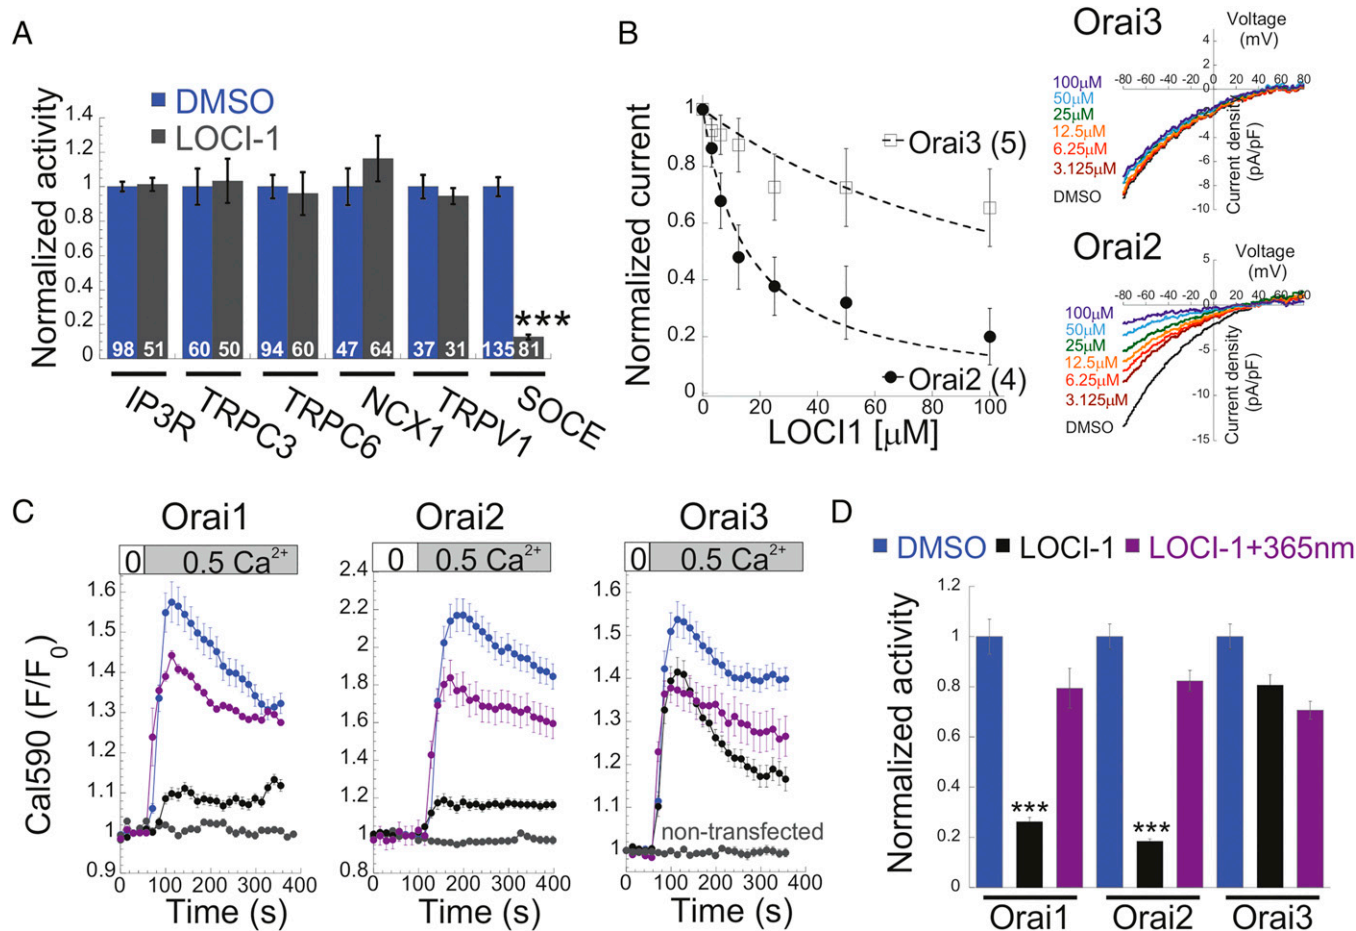 A
DMSO
LOCI-1
Normalized activity
1.4
1.2
1
0.8
0.6
0.4
0.2
0
***
98 51 60 50 94 60 47 64 37 31 135 81
IP3R TRPC3 TRPC6 NCX1 TRPV1 SOCE
B
Normalized current
1
0.8
0.6
0.4
0.2
0
Orai3 (5)
Orai2 (4)
0 20 40 60 80 100
LOCI1 [μM]
Orai3
Voltage
(mV)
4
2
-80 -60 -40 -20 0 20 40 60 80
-2
-4
-6
-8
-10
100μM
50μM
25μM
12.5μM
6.25μM
3.125μM
DMSO
Current density
(pA/pF)
Orai2
Voltage
(mV)
5
-80 -60 -40 -20 0 20 40 60 80
-5
-10
-15
100μM
50μM
25μM
12.5μM
6.25μM
3.125μM
DMSO
Current density
(pA/pF)
C
Orai1
0 0.5 Ca²⁺
Cal590 (F/F₀)
1.6
1.5
1.4
1.3
1.2
1.1
1
0.9
0 100 200 300 400
Time (s)
Orai2
0 0.5 Ca²⁺
2.4
2.2
2
1.8
1.6
1.4
1.2
1
0.8
0 100 200 300 400
Time (s)
Orai3
0 0.5 Ca²⁺
1.6
1.5
1.4
1.3
1.2
1.1
1
non-transfected
0 100 200 300 400
Time (s)
D
DMSO LOCI-1 LOCI-1+365nm
Normalized activity
1.2
1
0.8
0.6
0.4
0.2
0
***
***
Orai1 Orai2 Orai3